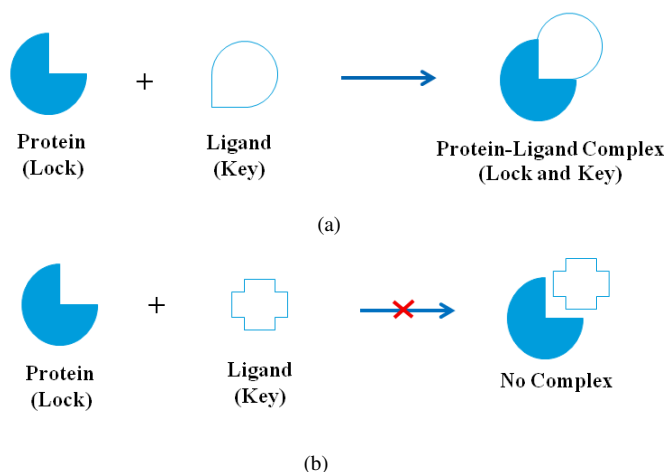 +
Protein
(Lock)
Ligand
(Key)
Protein-Ligand Complex
(Lock and Key)
(a)
+
Protein
(Lock)
Ligand
(Key)
No Complex
(b)